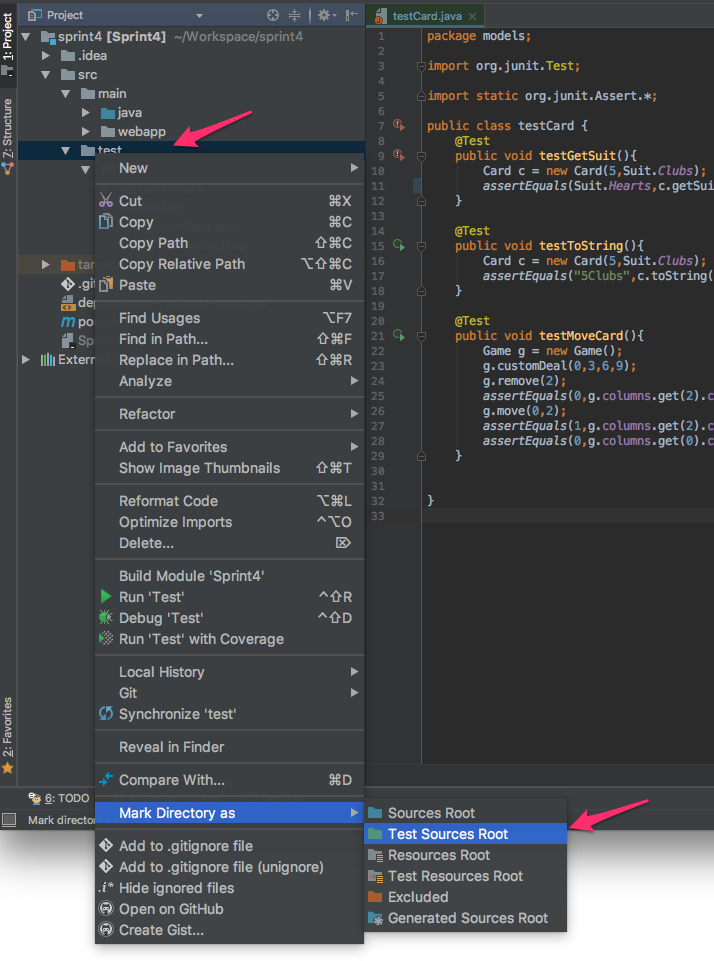 Project
testCard.java
1: Project
Z: Structure
2: Favorites
sprint4 [Sprint4] ~/Workspace/sprint4
.idea
src
main
java
webapp
test
tar
.git
dep
pom
Sp
Extern
New
Cut ⌘X
Copy ⌘C
Copy Path ⇧⌘C
Copy Relative Path ⌥⇧⌘C
Paste ⌘V
Find Usages ⌥F7
Find in Path... ⇧⌘F
Replace in Path... ⇧⌘R
Analyze
Refactor
Add to Favorites
Show Image Thumbnails ⇧⌘T
Reformat Code ⌥⌘L
Optimize Imports ^⌥O
Delete... ⌦
Build Module 'Sprint4'
Run 'Test' ^⇧R
Debug 'Test' ^⇧D
Run 'Test' with Coverage
Local History
Git
Synchronize 'test'
Reveal in Finder
Compare With... ⌘D
Mark Directory as
Add to .gitignore file
Add to .gitignore file (unignore)
.i* Hide ignored files
Open on GitHub
Create Gist...
Sources Root
Test Sources Root
Resources Root
Test Resources Root
Excluded
Generated Sources Root
6: TODO
Mark directo
1 package models;
2
3 import org.junit.Test;
4
5 import static org.junit.Assert.*;
6
7 public class testCard {
8 @Test
9 public void testGetSuit(){
10 Card c = new Card(5,Suit.Clubs);
11 assertEquals(Suit.Hearts,c.getSui
12 }
13
14 @Test
15 public void testToString(){
16 Card c = new Card(5,Suit.Clubs);
17 assertEquals("5Clubs",c.toString(
18 }
19
20 @Test
21 public void testMoveCard(){
22 Game g = new Game();
23 g.customDeal(0,3,6,9);
24 g.remove(2);
25 assertEquals(0,g.columns.get(2).c
26 g.move(0,2);
27 assertEquals(1,g.columns.get(2).c
28 assertEquals(0,g.columns.get(0).c
29 }
30
31
32 }
33